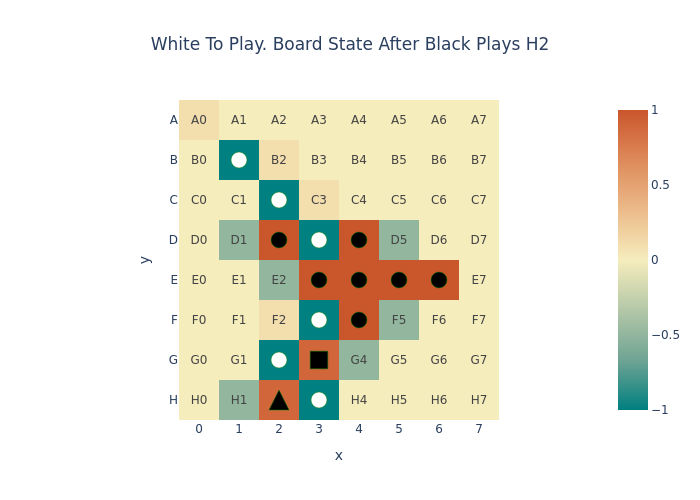 White To Play. Board State After Black Plays H2
A A0 A1 A2 A3 A4 A5 A6 A7 1
B B0 B2 B3 B4 B5 B6 B7
C C0 C1 C3 C4 C5 C6 C7 0.5
D D0 D1 D5 D6 D7
y 0
E E0 E1 E2 E7
F F0 F1 F2 F5 F6 F7 −0.5
G G0 G1 G4 G5 G6 G7
H H0 H1 H4 H5 H6 H7 −1
0 1 2 3 4 5 6 7
x